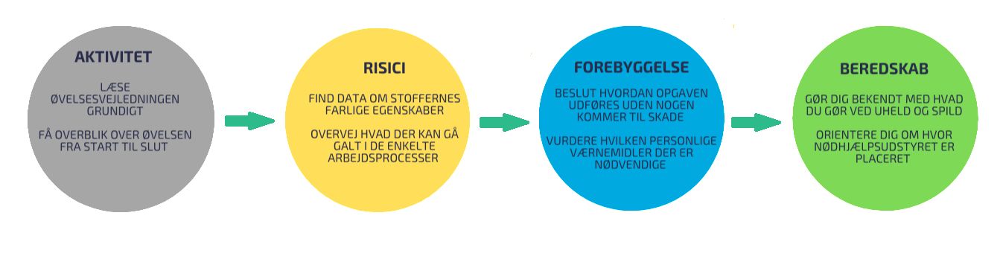 AKTIVITET
LÆSE
ØVELSESVEJLEDNINGEN
GRUNDIGT
FÅ OVERBLIK OVER ØVELSEN
FRA START TIL SLUT
RISICI
FIND DATA OM STOFFERNES
FARLIGE EGENSKABER
OVERVEJ HVAD DER KAN GÅ
GALT I DE ENKELTE
ARBEJDSPROCESSER
FOREBYGGELSE
BESLUT HVORDAN OPGAVEN
UDFØRES UDEN NOGEN
KOMMER TIL SKADE
VURDERE HVILKEN PERSONLIGE
VÆRNEMIDLER DER ER
NØDVENDIGE
BEREDSKAB
GØR DIG BEKENDT MED HVAD
DU GØR VED UHELD OG SPILD
ORIENTERE DIG OM HVOR
NØDHJÆLPSUDSTYRET ER
PLACERET